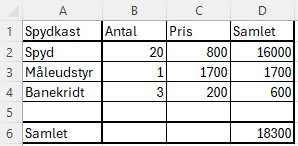 A B C D
1 Spydkast Antal Pris Samlet
2 Spyd 20 800 16000
3 Måleudstyr 1 1700 1700
4 Banekridt 3 200 600
5
6 Samlet 18300